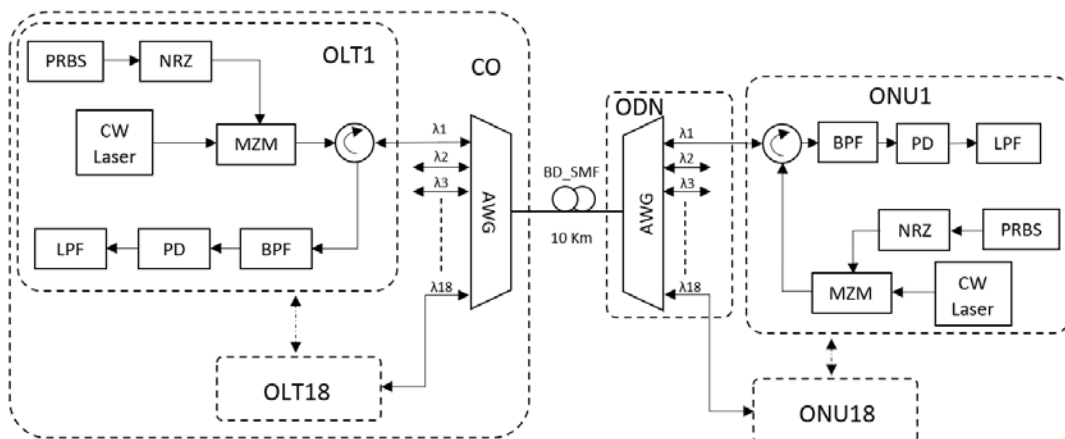 OLT1
PRBS
NRZ
CW
Laser
MZM
LPF
PD
BPF
OLT18
CO
λ1
λ2
λ3
λ18
AWG
BD_SMF
10 Km
ODN
AWG
λ1
λ2
λ3
λ18
ONU1
BPF
PD
LPF
NRZ
PRBS
MZM
CW
Laser
ONU18